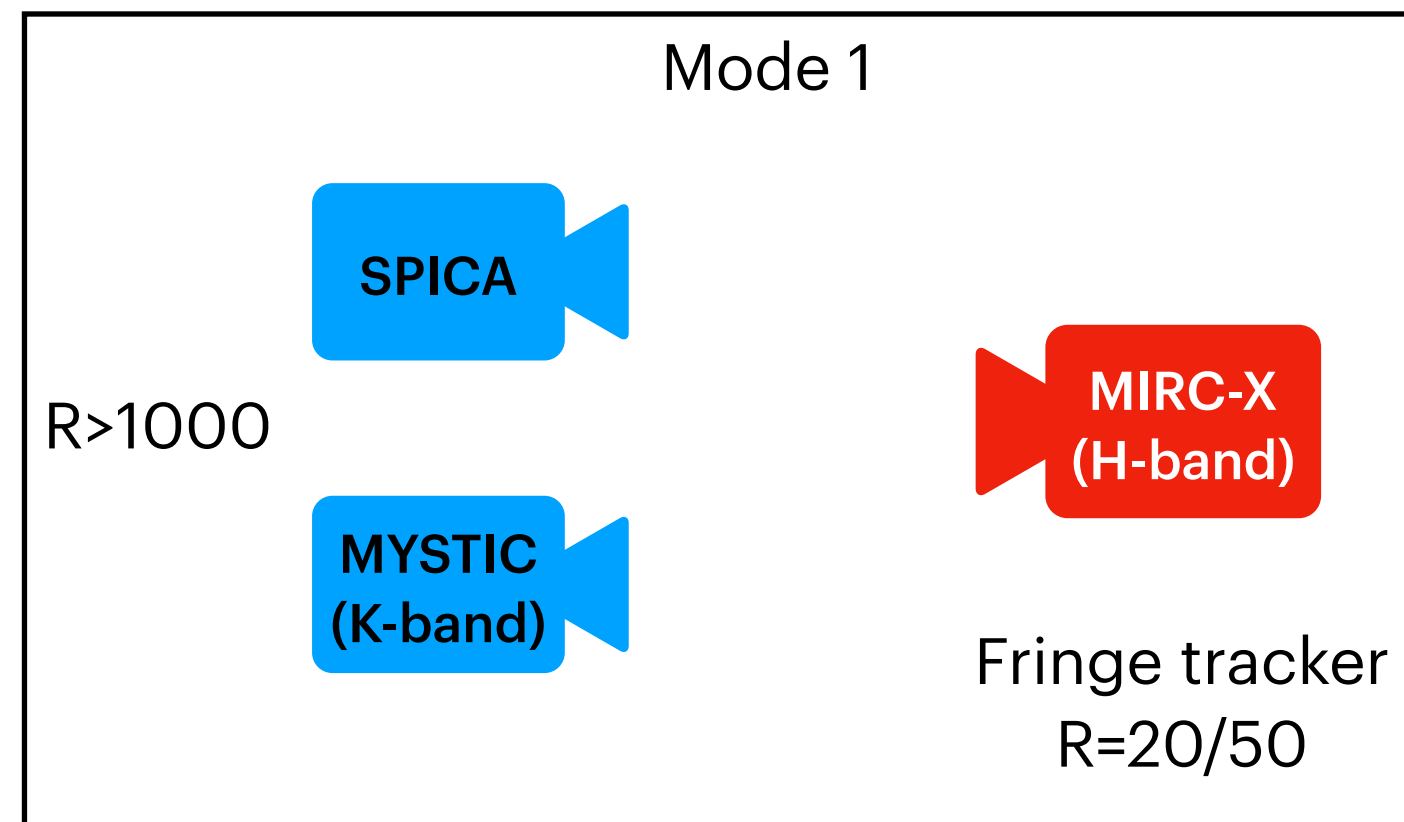 Mode 1
SPICA
R>1000
MYSTIC
(K-band)
MIRC-X
(H-band)
Fringe tracker
R=20/50